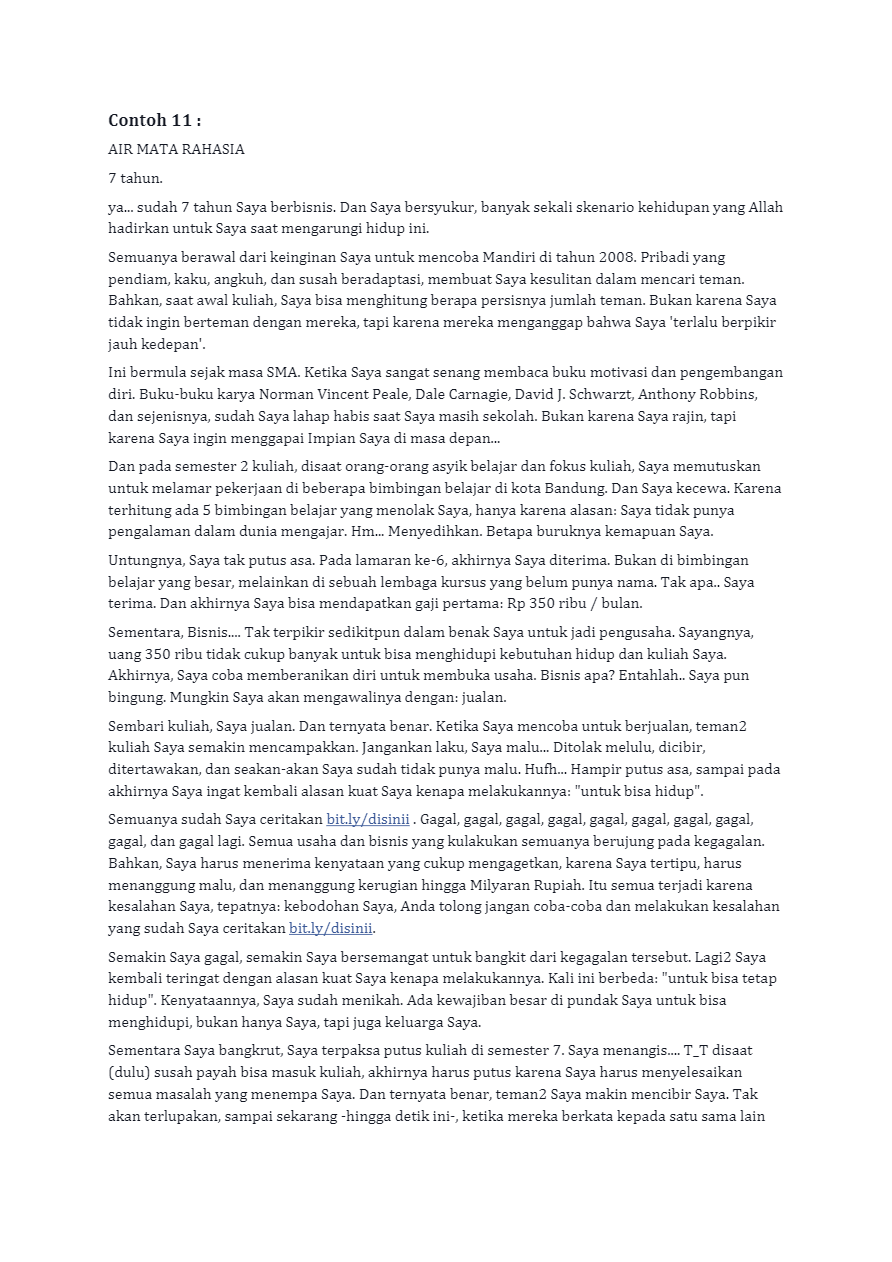 Contoh 11 :
AIR MATA RAHASIA
7 tahun.
ya... sudah 7 tahun Saya berbisnis. Dan Saya bersyukur, banyak sekali skenario kehidupan yang Allah
hadirkan untuk Saya saat mengarungi hidup ini.
Semuanya berawal dari keinginan Saya untuk mencoba Mandiri di tahun 2008. Pribadi yang
pendiam, kaku, angkuh, dan susah beradaptasi, membuat Saya kesulitan dalam mencari teman.
Bahkan, saat awal kuliah, Saya bisa menghitung berapa persisnya jumlah teman. Bukan karena Saya
tidak ingin berteman dengan mereka, tapi karena mereka menganggap bahwa Saya 'terlalu berpikir
jauh kedepan'.
Ini bermula sejak masa SMA. Ketika Saya sangat senang membaca buku motivasi dan pengembangan
diri. Buku-buku karya Norman Vincent Peale, Dale Carnagie, David J. Schwarzt, Anthony Robbins,
dan sejenisnya, sudah Saya lahap habis saat Saya masih sekolah. Bukan karena Saya rajin, tapi
karena Saya ingin menggapai Impian Saya di masa depan...
Dan pada semester 2 kuliah, disaat orang-orang asyik belajar dan fokus kuliah, Saya memutuskan
untuk melamar pekerjaan di beberapa bimbingan belajar di kota Bandung. Dan Saya kecewa. Karena
terhitung ada 5 bimbingan belajar yang menolak Saya, hanya karena alasan: Saya tidak punya
pengalaman dalam dunia mengajar. Hm... Menyedihkan. Betapa buruknya kemapuan Saya.
Untungnya, Saya tak putus asa. Pada lamaran ke-6, akhirnya Saya diterima. Bukan di bimbingan
belajar yang besar, melainkan di sebuah lembaga kursus yang belum punya nama. Tak apa.. Saya
terima. Dan akhirnya Saya bisa mendapatkan gaji pertama: Rp 350 ribu / bulan.
Sementara, Bisnis.... Tak terpikir sedikitpun dalam benak Saya untuk jadi pengusaha. Sayangnya,
uang 350 ribu tidak cukup banyak untuk bisa menghidupi kebutuhan hidup dan kuliah Saya.
Akhirnya, Saya coba memberanikan diri untuk membuka usaha. Bisnis apa? Entahlah.. Saya pun
bingung. Mungkin Saya akan mengawalinya dengan: jualan.
Sembari kuliah, Saya jualan. Dan ternyata benar. Ketika Saya mencoba untuk berjualan, teman2
kuliah Saya semakin mencampakkan. Jangankan laku, Saya malu... Ditolak melulu, dicibir,
ditertawakan, dan seakan-akan Saya sudah tidak punya malu. Hufh... Hampir putus asa, sampai pada
akhirnya Saya ingat kembali alasan kuat Saya kenapa melakukannya: "untuk bisa hidup".
Semuanya sudah Saya ceritakan bit.ly/disinii . Gagal, gagal, gagal, gagal, gagal, gagal, gagal, gagal,
gagal, dan gagal lagi. Semua usaha dan bisnis yang kulakukan semuanya berujung pada kegagalan.
Bahkan, Saya harus menerima kenyataan yang cukup mengagetkan, karena Saya tertipu, harus
menanggung malu, dan menanggung kerugian hingga Milyaran Rupiah. Itu semua terjadi karena
kesalahan Saya, tepatnya: kebodohan Saya, Anda tolong jangan coba-coba dan melakukan kesalahan
yang sudah Saya ceritakan bit.ly/disinii.
Semakin Saya gagal, semakin Saya bersemangat untuk bangkit dari kegagalan tersebut. Lagi2 Saya
kembali teringat dengan alasan kuat Saya kenapa melakukannya. Kali ini berbeda: "untuk bisa tetap
hidup". Kenyataannya, Saya sudah menikah. Ada kewajiban besar di pundak Saya untuk bisa
menghidupi, bukan hanya Saya, tapi juga keluarga Saya.
Sementara Saya bangkrut, Saya terpaksa putus kuliah di semester 7. Saya menangis.... T_T disaat
(dulu) susah payah bisa masuk kuliah, akhirnya harus putus karena Saya harus menyelesaikan
semua masalah yang menempa Saya. Dan ternyata benar, teman2 Saya makin mencibir Saya. Tak
akan terlupakan, sampai sekarang -hingga detik ini-, ketika mereka berkata kepada satu sama lain